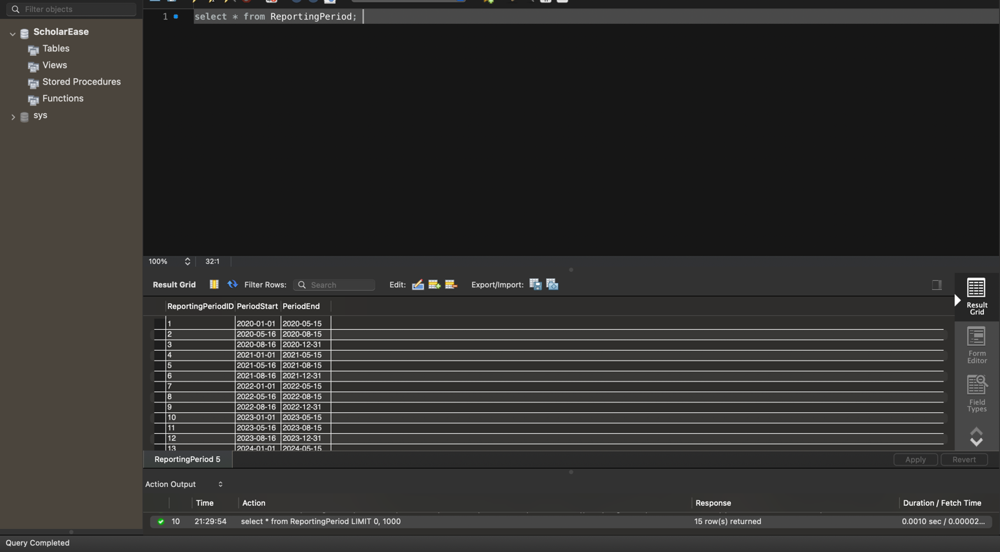 Filter objects
ScholarEase
Tables
Views
Stored Procedures
Functions
sys
1 select * from ReportingPeriod;
100% 32:1
Result Grid Filter Rows: Search Edit: Export/Import:
ReportingPeriodID PeriodStart PeriodEnd
1 2020-01-01 2020-05-15
2 2020-05-16 2020-08-15
3 2020-08-16 2020-12-31
4 2021-01-01 2021-05-15
5 2021-05-16 2021-08-15
6 2021-08-16 2021-12-31
7 2022-01-01 2022-05-15
8 2022-05-16 2022-08-15
9 2022-08-16 2022-12-31
10 2023-01-01 2023-05-15
11 2023-05-16 2023-08-15
12 2023-08-16 2023-12-31
13 2024-01-01 2024-05-15
Result
Grid
Form
Editor
Field
Types
ReportingPeriod 5 Apply Revert
Action Output
Time Action Response Duration / Fetch Time
10 21:29:54 select * from ReportingPeriod LIMIT 0, 1000 15 row(s) returned 0.0010 sec / 0.00002...
Query Completed